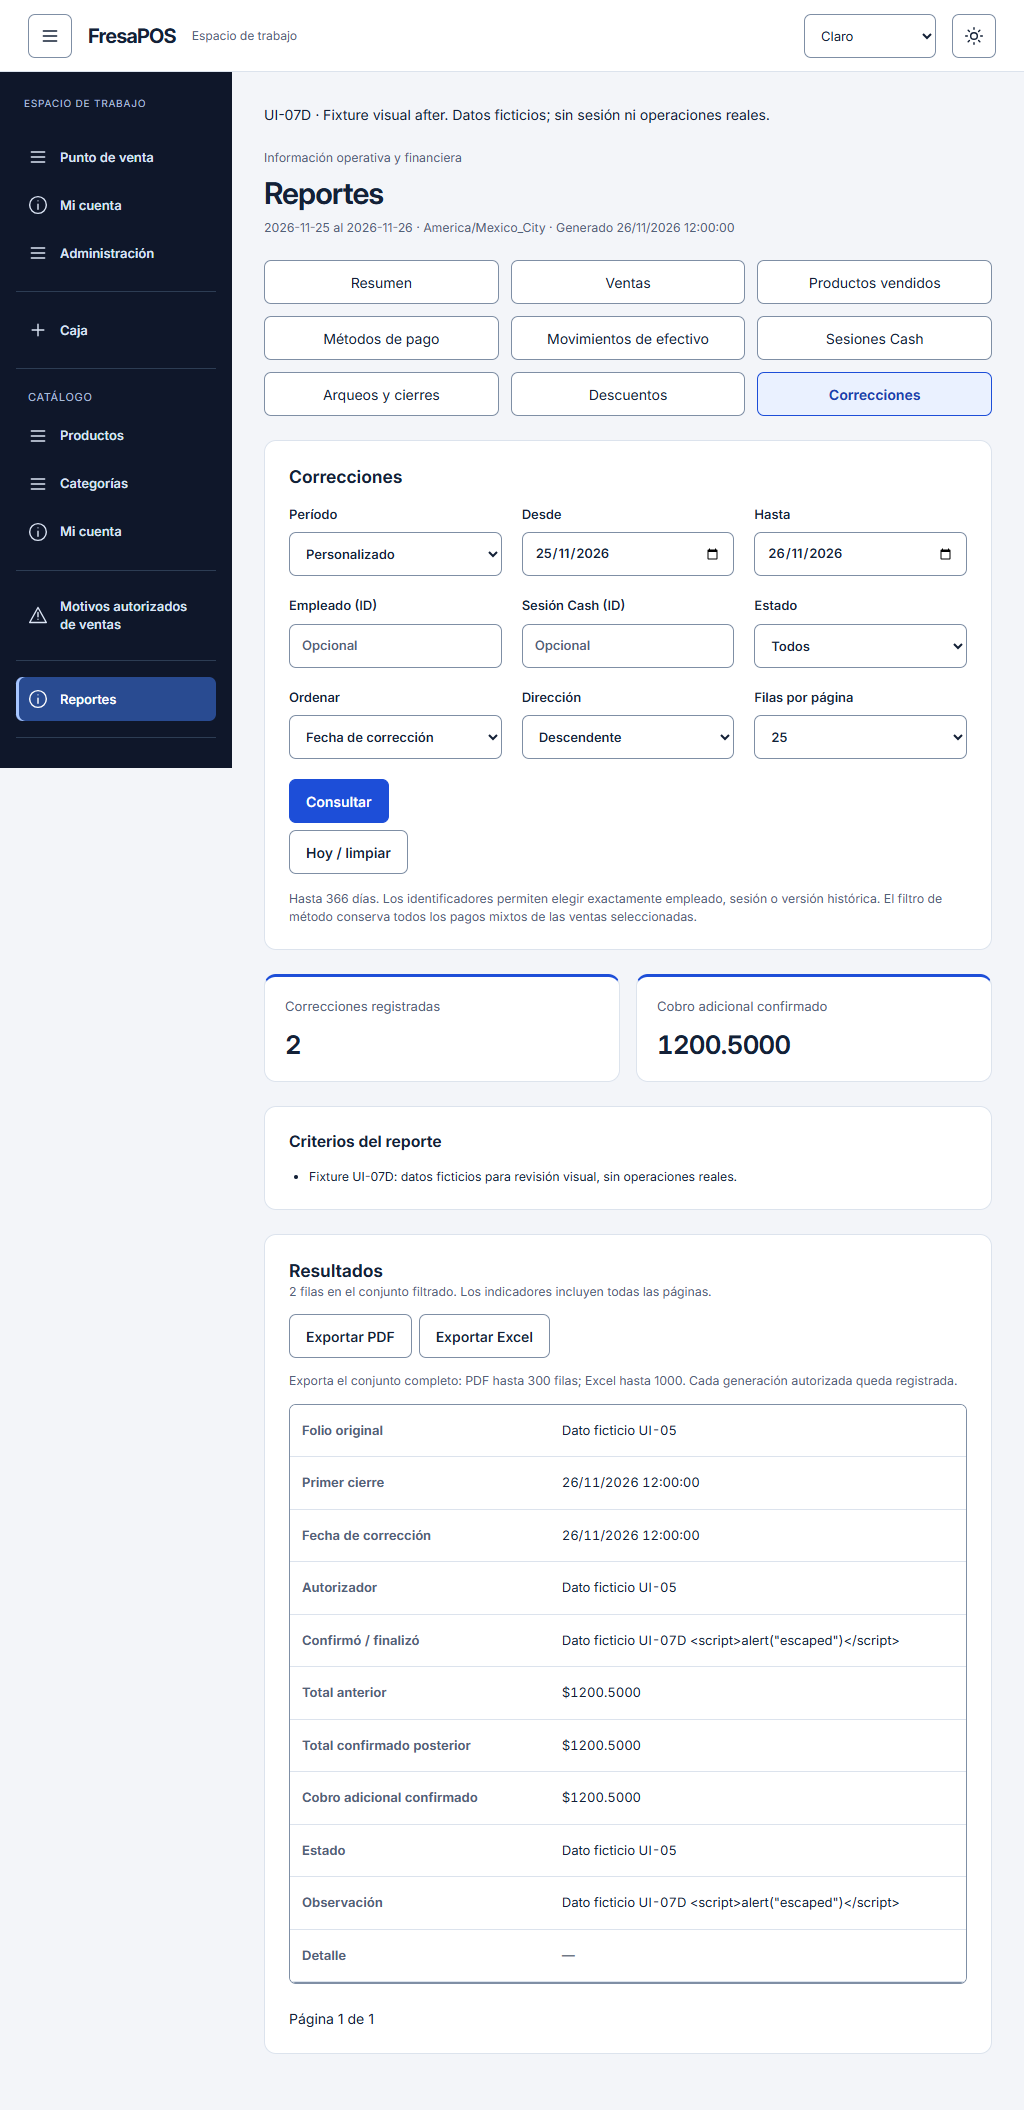 FresaPOS
Espacio de trabajo
Claro
ESPACIO DE TRABAJO
Punto de venta
Mi cuenta
Administración
Caja
CATÁLOGO
Productos
Categorías
Mi cuenta
Motivos autorizados
de ventas
Reportes
UI-07D · Fixture visual after. Datos ficticios; sin sesión ni operaciones reales.
Información operativa y financiera
Reportes
2026-11-25 al 2026-11-26 · America/Mexico_City · Generado 26/11/2026 12:00:00
Resumen
Ventas
Productos vendidos
Métodos de pago
Movimientos de efectivo
Sesiones Cash
Arqueos y cierres
Descuentos
Correcciones
Correcciones
Período
Desde
Hasta
Personalizado
25/11/2026
26/11/2026
Empleado (ID)
Sesión Cash (ID)
Estado
Opcional
Opcional
Todos
Ordenar
Dirección
Filas por página
Fecha de corrección
Descendente
25
Consultar
Hoy / limpiar
Hasta 366 días. Los identificadores permiten elegir exactamente empleado, sesión o versión histórica. El filtro de
método conserva todos los pagos mixtos de las ventas seleccionadas.
Correcciones registradas
2
Cobro adicional confirmado
1200.5000
Criterios del reporte
• Fixture UI-07D: datos ficticios para revisión visual, sin operaciones reales.
Resultados
2 filas en el conjunto filtrado. Los indicadores incluyen todas las páginas.
Exportar PDF
Exportar Excel
Exporta el conjunto completo: PDF hasta 300 filas; Excel hasta 1000. Cada generación autorizada queda registrada.
Folio original Dato ficticio UI-05
Primer cierre 26/11/2026 12:00:00
Fecha de corrección 26/11/2026 12:00:00
Autorizador Dato ficticio UI-05
Confirmó / finalizó Dato ficticio UI-07D <script>alert("escaped")</script>
Total anterior $1200.5000
Total confirmado posterior $1200.5000
Cobro adicional confirmado $1200.5000
Estado Dato ficticio UI-05
Observación Dato ficticio UI-07D <script>alert("escaped")</script>
Detalle —
Página 1 de 1